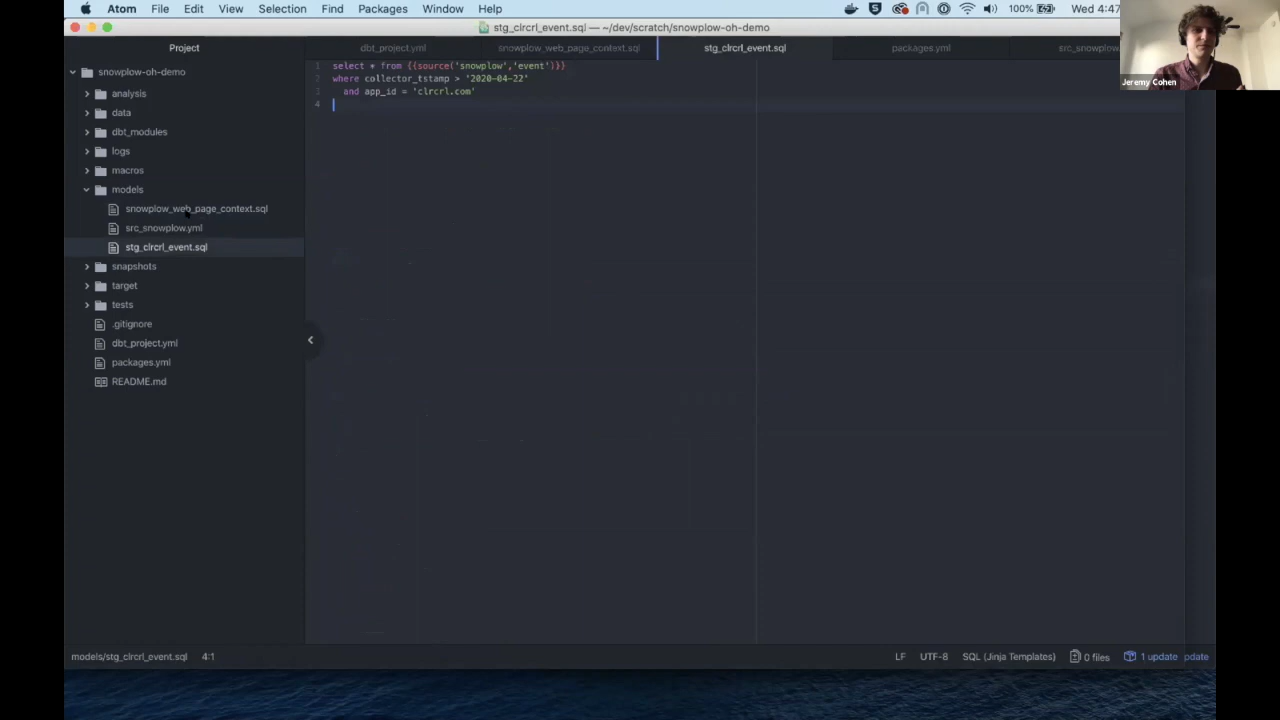 Atom File Edit View Selection Find Packages Window Help 100% Wed 4:47
stg_clrcrl_event.sql — ~/dev/scratch/snowplow-oh-demo
Jeremy Cohen
Project
dbt_project.yml snowplow_web_page_context.sql stg_clrcrl_event.sql packages.yml src_snowplow
snowplow-oh-demo
analysis
data
dbt_modules
logs
macros
models
snowplow_web_page_context.sql
src_snowplow.yml
stg_clrcrl_event.sql
snapshots
target
tests
.gitignore
dbt_project.yml
packages.yml
README.md
1 select * from {{source('snowplow','event')}}
2 where collector_tstamp > '2020-04-22'
3 and app_id = 'clrcrl.com'
4
models/stg_clrcrl_event.sql 4:1 LF UTF-8 SQL (Jinja Templates) 0 files 1 update pdate